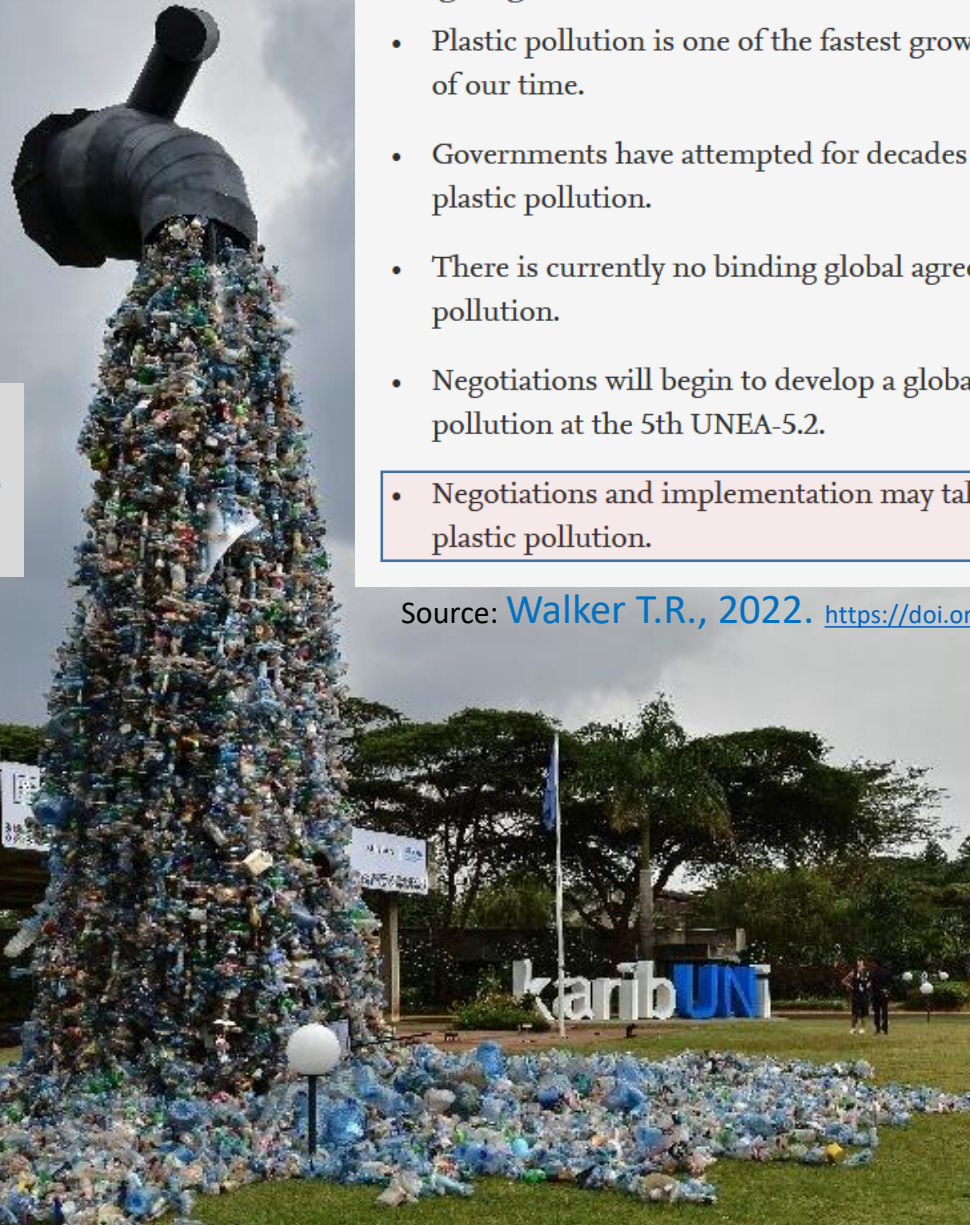 • Plastic pollution is one of the fastest grow
of our time.
• Governments have attempted for decades
plastic pollution.
• There is currently no binding global agree
pollution.
• Negotiations will begin to develop a globa
pollution at the 5th UNEA-5.2.
• Negotiations and implementation may tal
plastic pollution.
Source: Walker T.R., 2022. https://doi.or
karibUNi